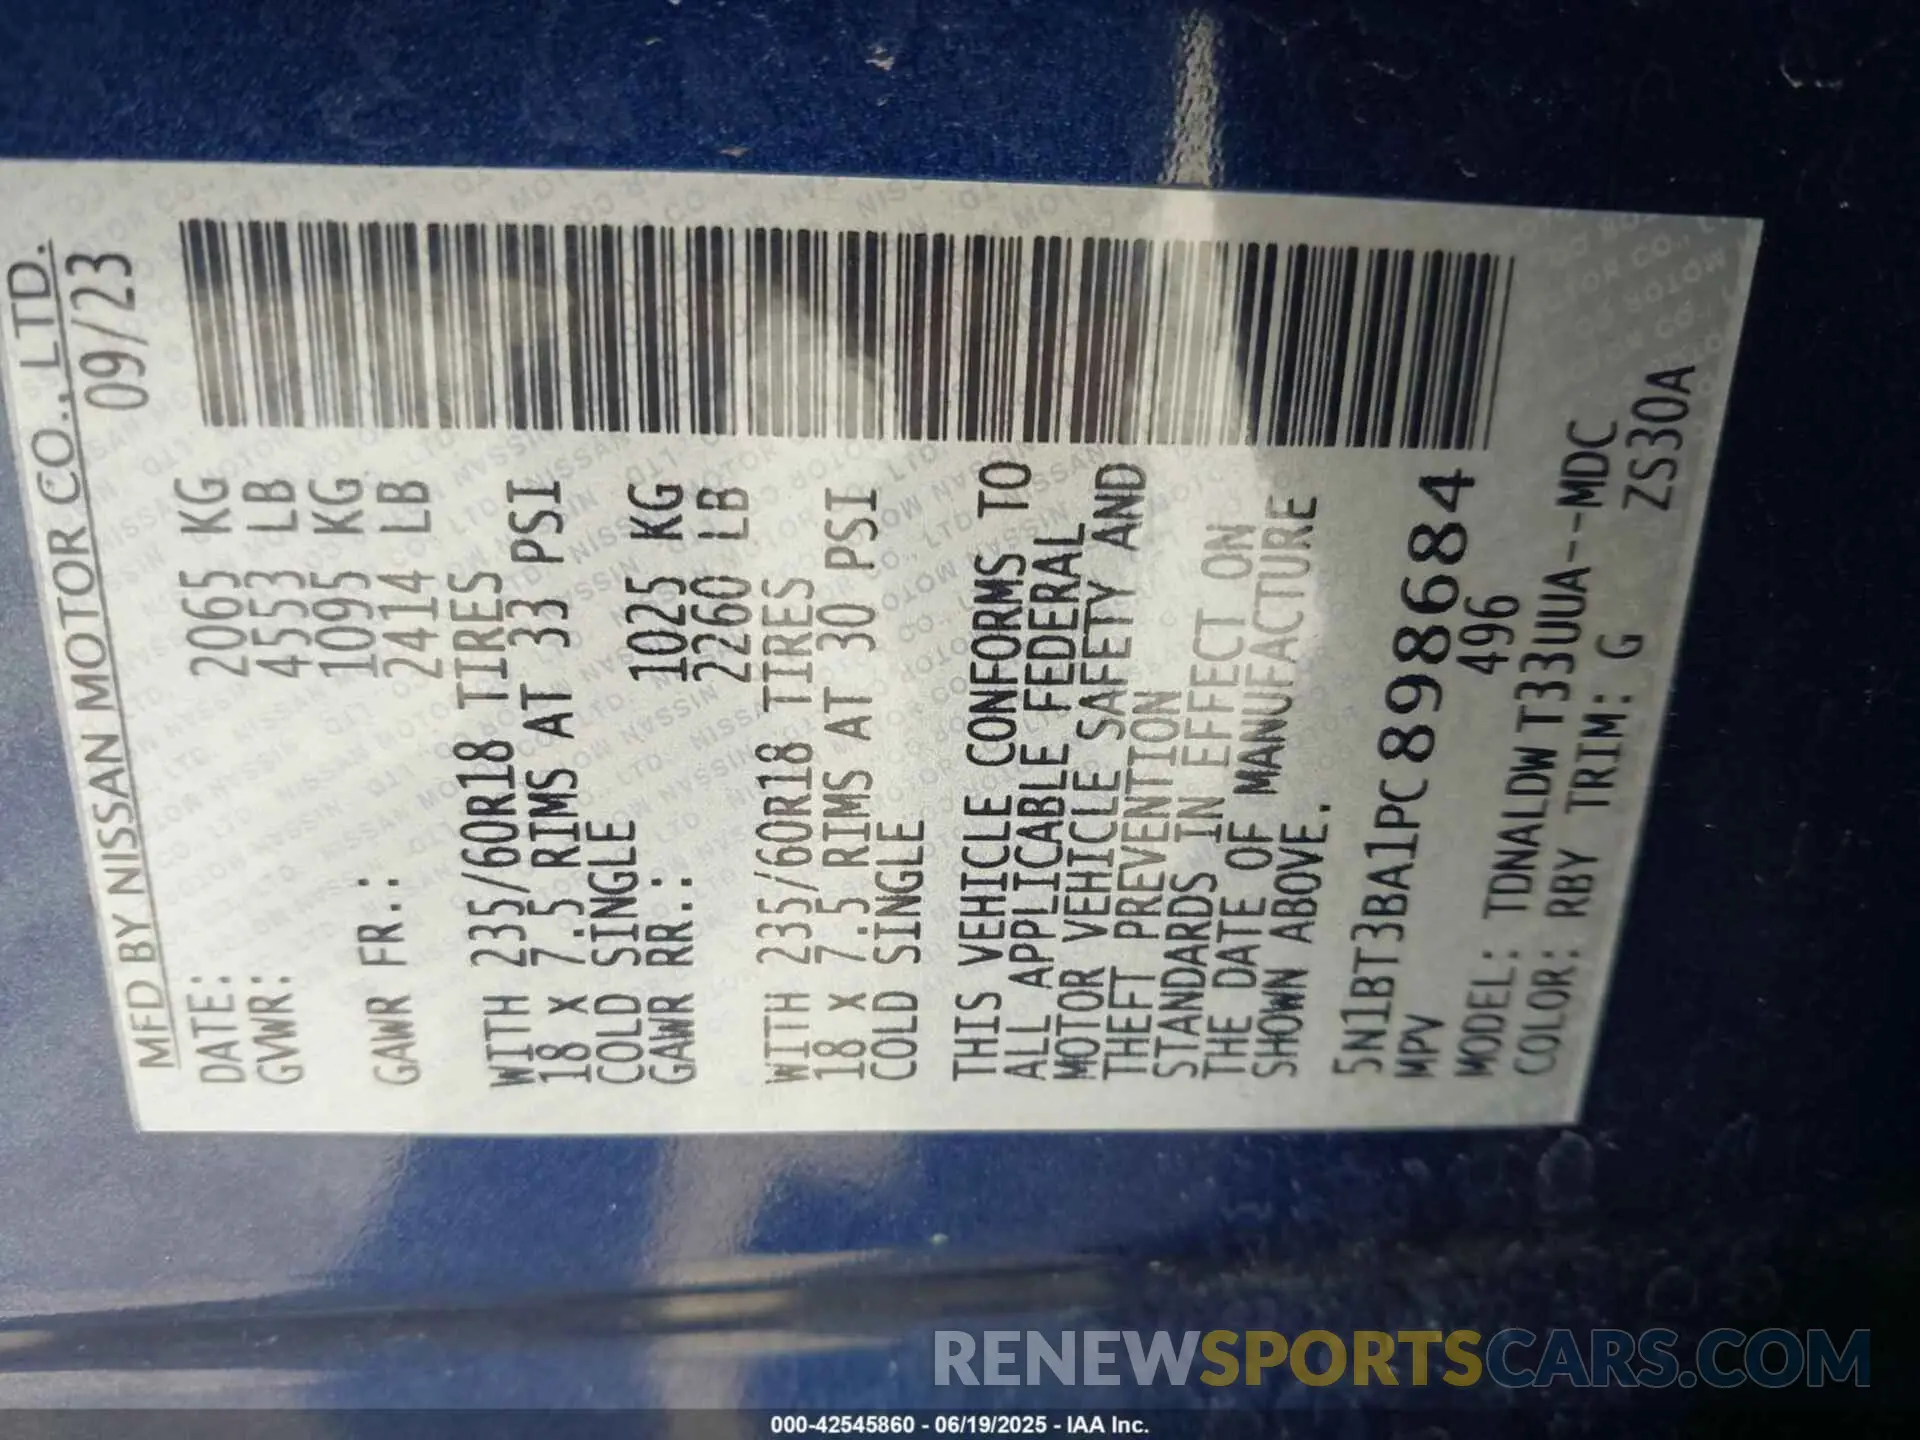 MFD BY NISSAN MOTOR CO., LTD.
DATE: 09/23
GVWR: 2065 KG
4553 LB
GAWR FR.: 1095 KG
2414 LB
WITH 235/60R18 TIRES
18 X 7.5 RIMS AT 33 PSI
COLD SINGLE
GAWR RR.: 1025 KG
2260 LB
WITH 235/60R18 TIRES
18 X 7.5 RIMS AT 30 PSI
COLD SINGLE
THIS VEHICLE CONFORMS TO
ALL APPLICABLE FEDERAL
MOTOR VEHICLE SAFETY AND
THEFT PREVENTION
STANDARDS IN EFFECT ON
THE DATE OF MANUFACTURE
SHOWN ABOVE.
5N1BT3BA1PC898684
MPV 496
MODEL: TDNALDW T33UUA--MDC
COLOR: RBY TRIM: G ZS30A
RENEWSPORTSCARS.COM
000-42545860 - 06/19/2025 - IAA Inc.